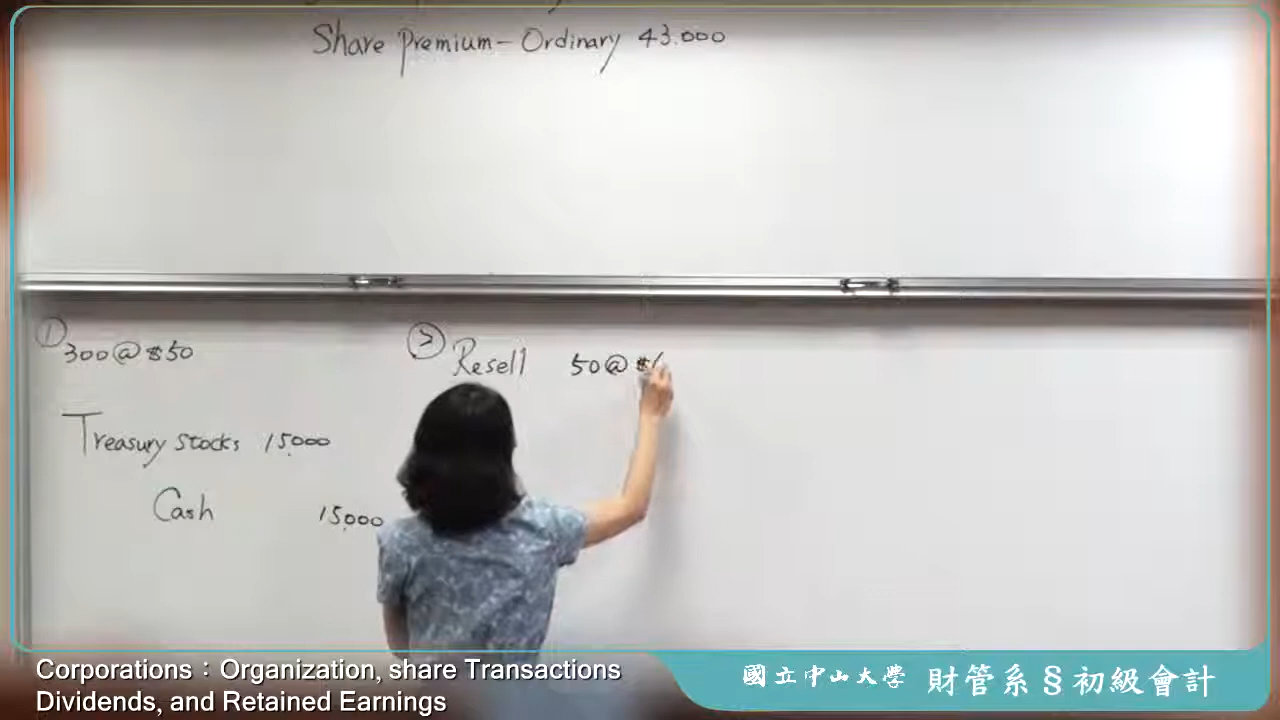 Share Premium - Ordinary 43.000
① 300@$50
Treasury Stocks 15,000
Cash 15,000
② Resell 50@$
Corporations：Organization, share Transactions
Dividends, and Retained Earnings
國立中山大學 財管系§初級會計